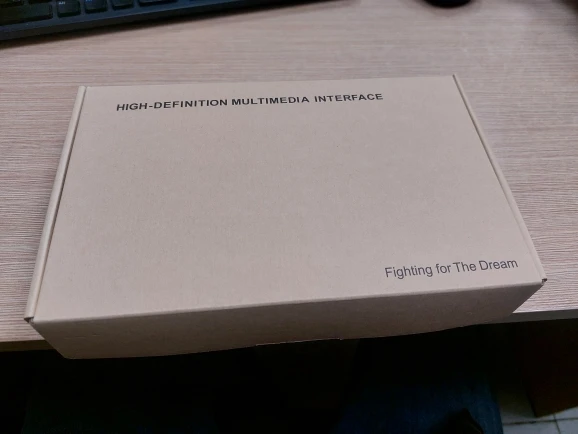 HIGH-DEFINITION MULTIMEDIA INTERFACE
Fighting for The Dream